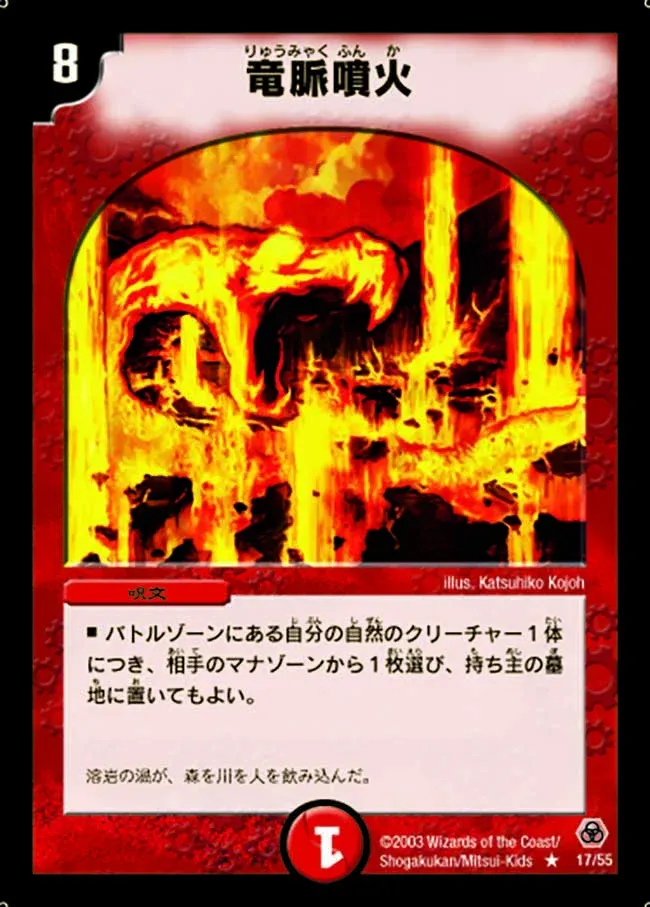 8
りゅうみゃく ふん か
竜脈噴火
illus. Katsuhiko Kojoh
呪文
■ バトルゾーンにある自分の自然のクリーチャー1体
につき、相手のマナゾーンから1枚選び、持ち主の墓
地に置いてもよい。
溶岩の渦が、森を川を人を飲み込んだ。
1
©2003 Wizards of the Coast/
Shogakukan/Mitsui-Kids ★ 17/55